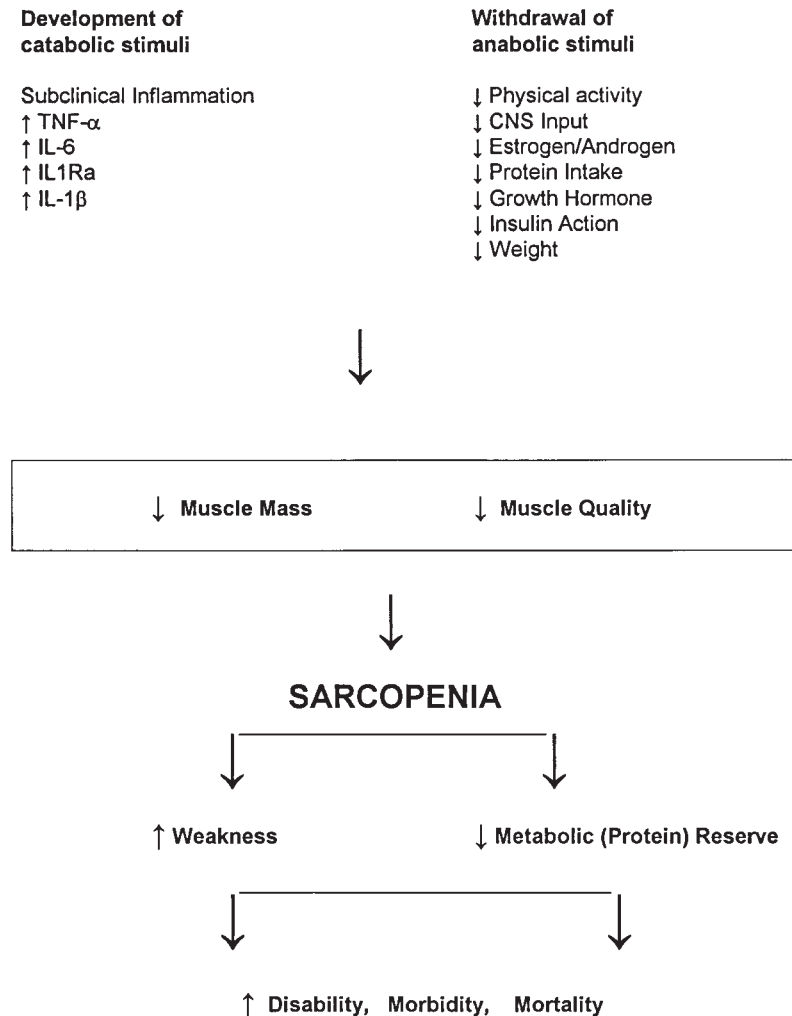 Development of
catabolic stimuli
Subclinical Inflammation
↑ TNF-α
↑ IL-6
↑ IL1Ra
↑ IL-1β
Withdrawal of
anabolic stimuli
↓ Physical activity
↓ CNS Input
↓ Estrogen/Androgen
↓ Protein Intake
↓ Growth Hormone
↓ Insulin Action
↓ Weight
↓ Muscle Mass
↓ Muscle Quality
SARCOPENIA
↑ Weakness
↓ Metabolic (Protein) Reserve
↑ Disability, Morbidity, Mortality